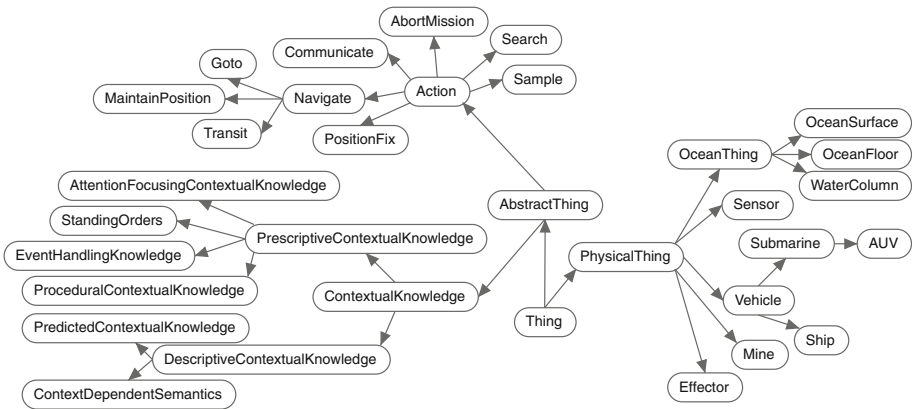 AbortMission
Communicate
Search
Goto
Sample
MaintainPosition
Navigate
Action
Transit
PositionFix
OceanSurface
OceanThing
OceanFloor
WaterColumn
AttentionFocusingContextualKnowledge
AbstractThing
Sensor
StandingOrders
PrescriptiveContextualKnowledge
Submarine
AUV
EventHandlingKnowledge
PhysicalThing
ProceduralContextualKnowledge
ContextualKnowledge
Vehicle
Thing
PredictedContextualKnowledge
Ship
DescriptiveContextualKnowledge
Mine
Effector
ContextDependentSemantics